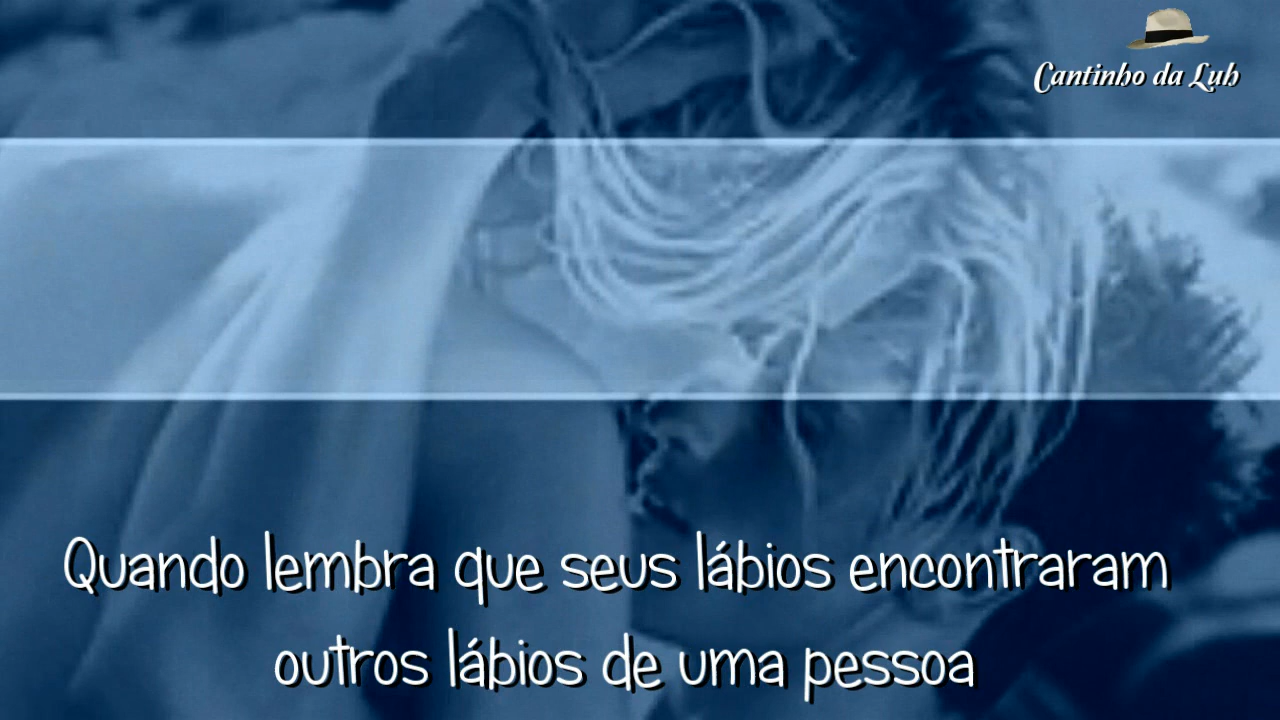 Cantinho da Luh
Quando lembra que seus lábios encontraram
outros lábios de uma pessoa